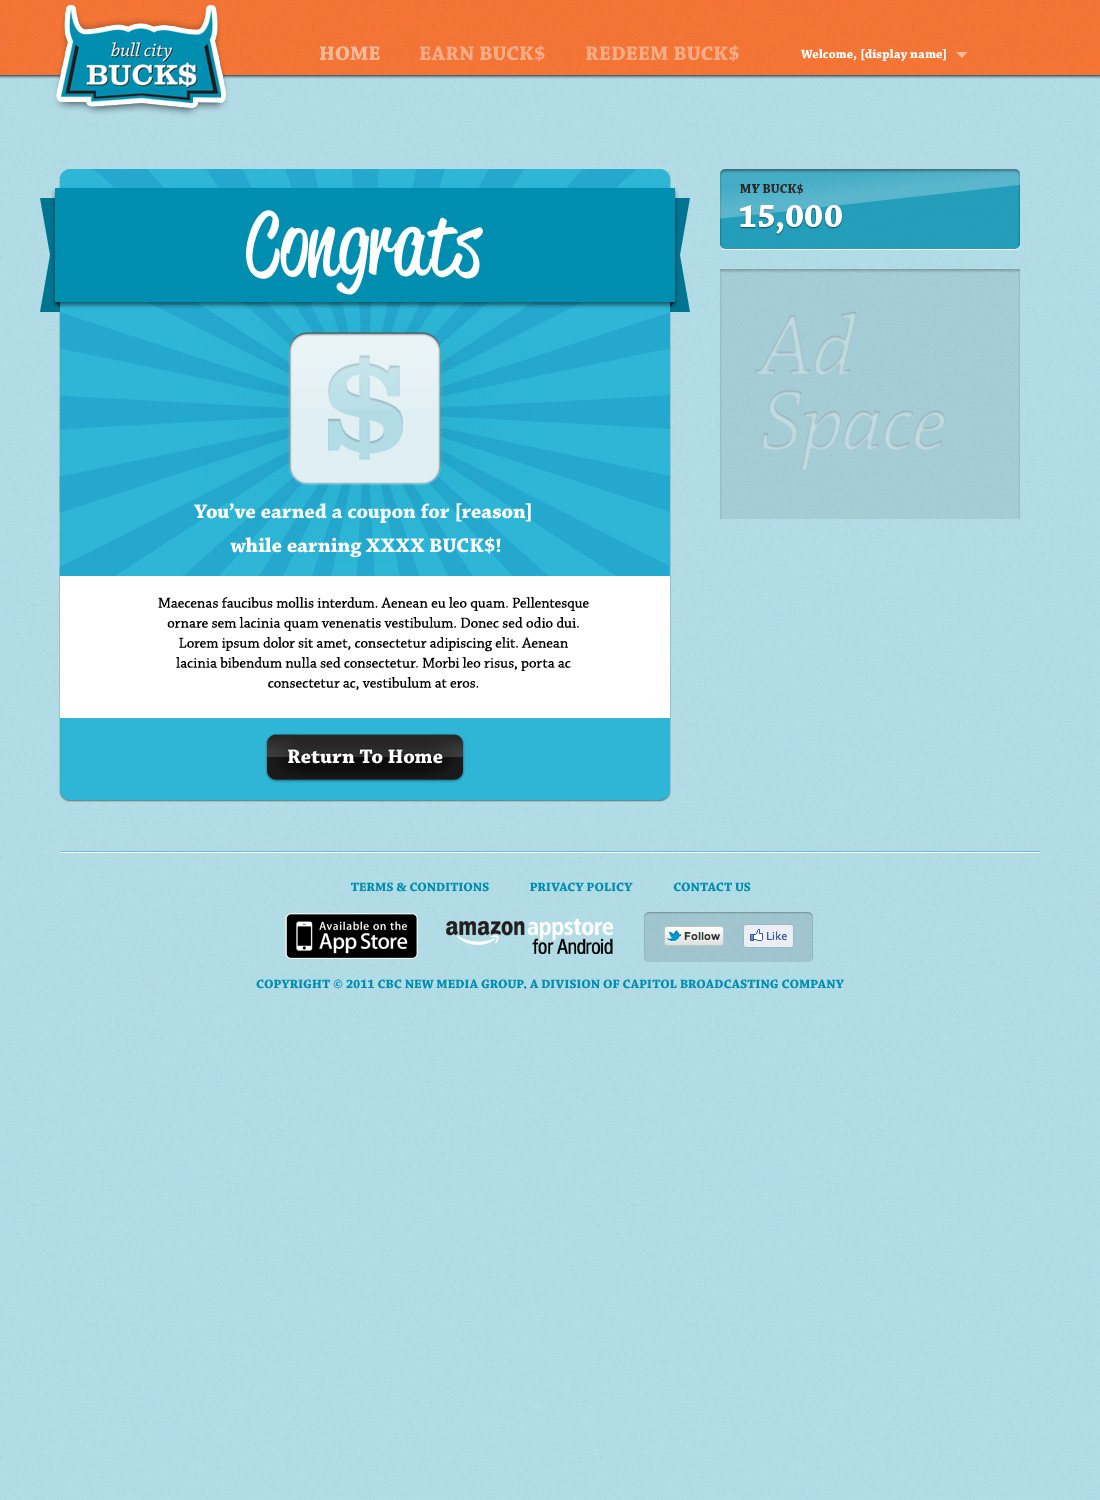 bull city
BUCK$
HOME EARN BUCK$ REDEEM BUCK$ Welcome, [display name]
Congrats
$
You've earned a coupon for [reason]
while earning XXXX BUCK$!
Maecenas faucibus mollis interdum. Aenean eu leo quam. Pellentesque
ornare sem lacinia quam venenatis vestibulum. Donec sed odio dui.
Lorem ipsum dolor sit amet, consectetur adipiscing elit. Aenean
lacinia bibendum nulla sed consectetur. Morbi leo risus, porta ac
consectetur ac, vestibulum at eros.
Return To Home
MY BUCK$
15,000
Ad
Space
TERMS & CONDITIONS PRIVACY POLICY CONTACT US
Available on the
App Store
amazon appstore
for Android
Follow
Like
COPYRIGHT © 2011 CBC NEW MEDIA GROUP, A DIVISION OF CAPITOL BROADCASTING COMPANY